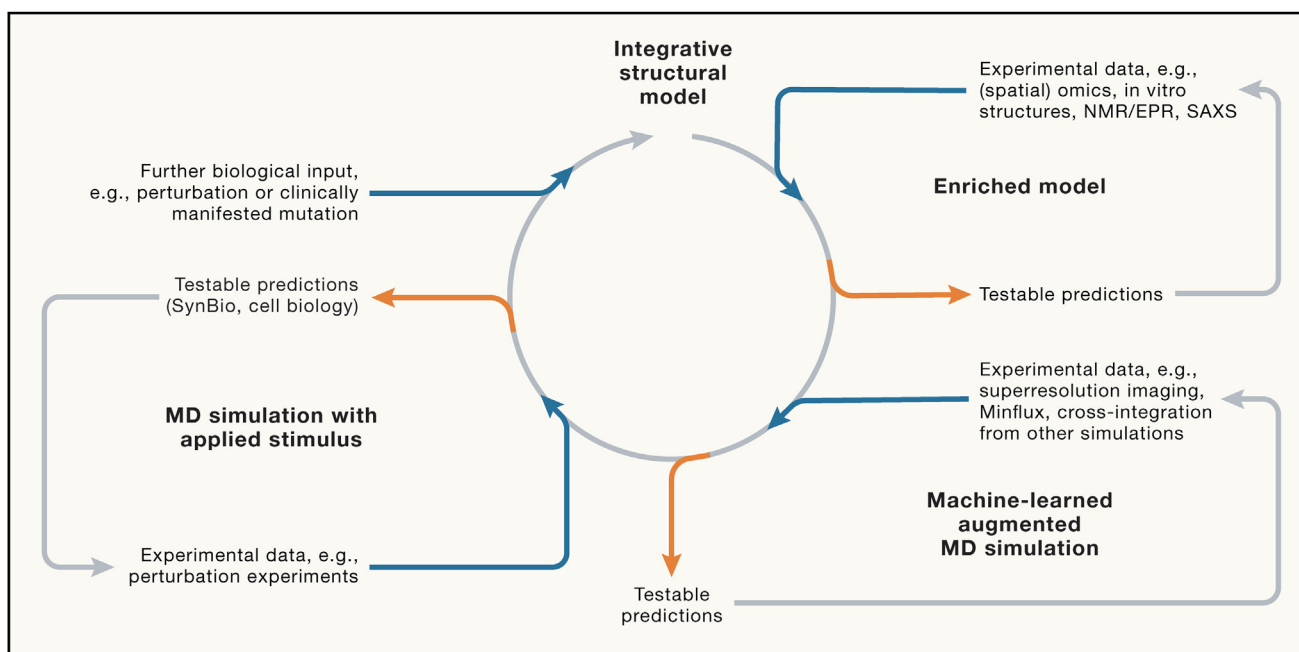 Integrative
structural
model
Experimental data, e.g.,
(spatial) omics, in vitro
structures, NMR/EPR, SAXS
Enriched model
Testable predictions
Experimental data, e.g.,
superresolution imaging,
Minflux, cross-integration
from other simulations
Machine-learned
augmented
MD simulation
Testable
predictions
Experimental data, e.g.,
perturbation experiments
MD simulation with
applied stimulus
Testable predictions
(SynBio, cell biology)
Further biological input,
e.g., perturbation or clinically
manifested mutation